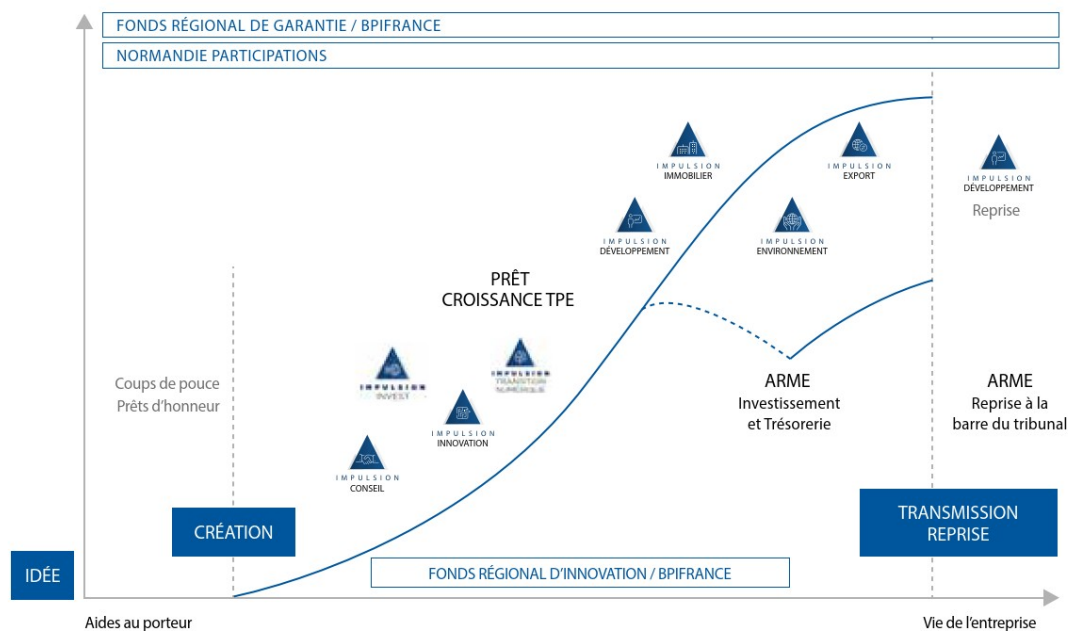 FONDS RÉGIONAL DE GARANTIE / BPIFRANCE
NORMANDIE PARTICIPATIONS
IMPULSION
IMMOBILIER
IMPULSION
EXPORT
IMPULSION
DÉVELOPPEMENT
Reprise
IMPULSION
DÉVELOPPEMENT
IMPULSION
ENVIRONNEMENT
PRÊT
CROISSANCE TPE
IMPULSION
INVEST
IMPULSION
TRANSITION
NUMÉRIQUE
Coups de pouce
Prêts d’honneur
IMPULSION
INNOVATION
IMPULSION
CONSEIL
ARME
Investissement
et Trésorerie
ARME
Reprise à la
barre du tribunal
CRÉATION
TRANSMISSION
REPRISE
IDÉE
FONDS RÉGIONAL D’INNOVATION / BPIFRANCE
Aides au porteur
Vie de l’entreprise